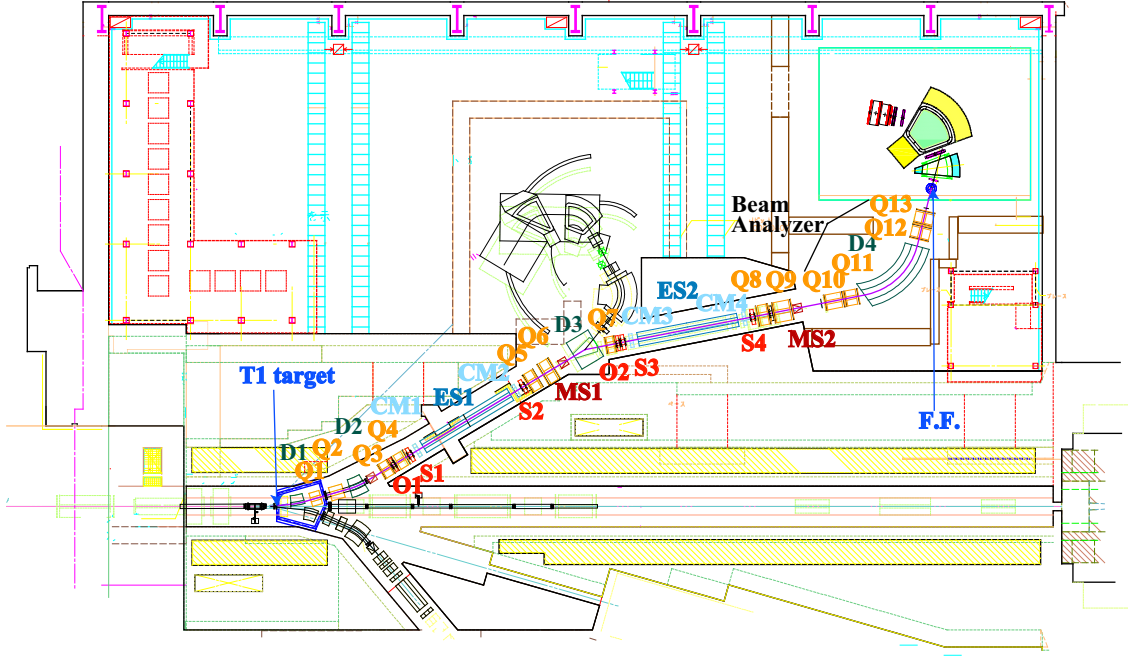 Beam
Analyzer
Q13
Q12
D4
Q11
Q10
Q9
Q8
ES2
CM4
CM3
Q7
D3
Q6
Q5
MS2
S4
S3
O2
MS1
CM2
S2
ES1
CM1
T1 target
F.F.
D2
Q4
Q2
D1
Q3
Q1
S1
O1